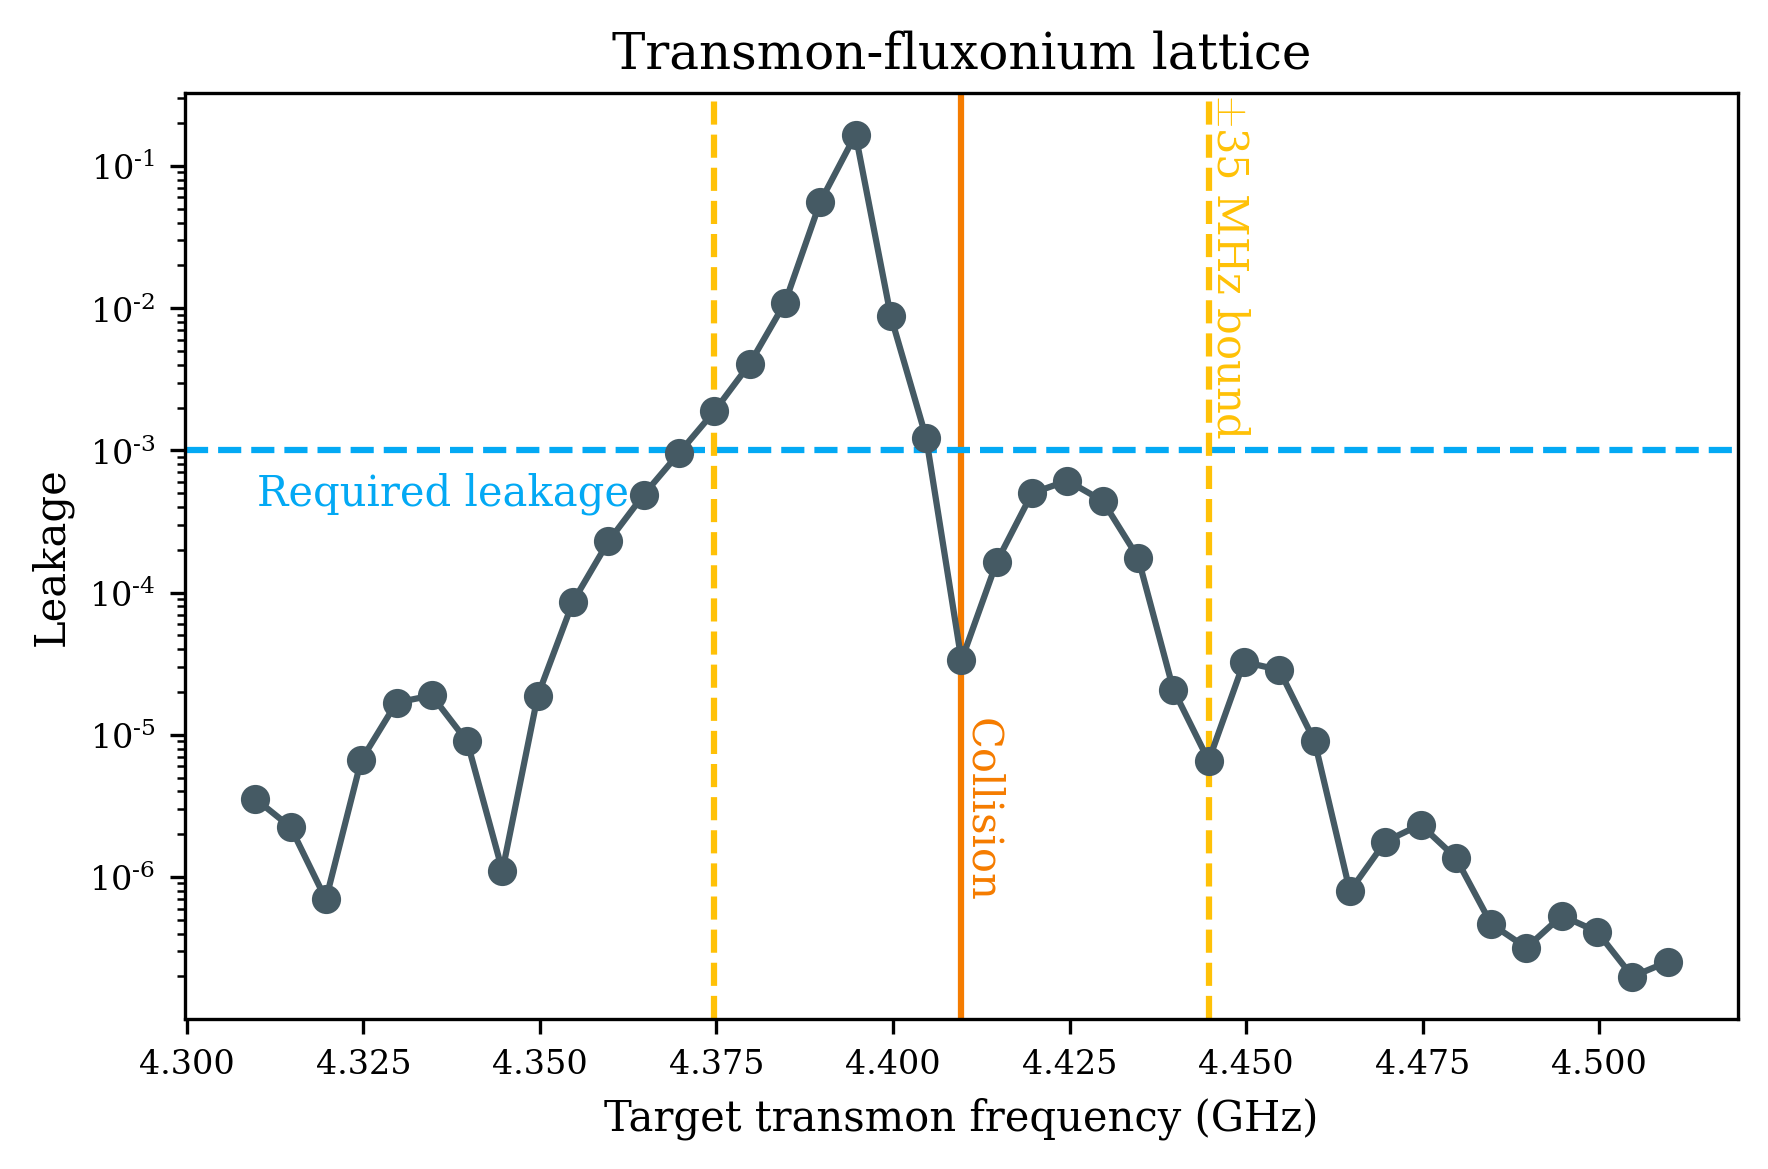 Transmon-fluxonium lattice
Leakage
10-1
10-2
10-3
10-4
10-5
10-6
±35 MHz bound
Required leakage
Collision
4.300 4.325 4.350 4.375 4.400 4.425 4.450 4.475 4.500
Target transmon frequency (GHz)